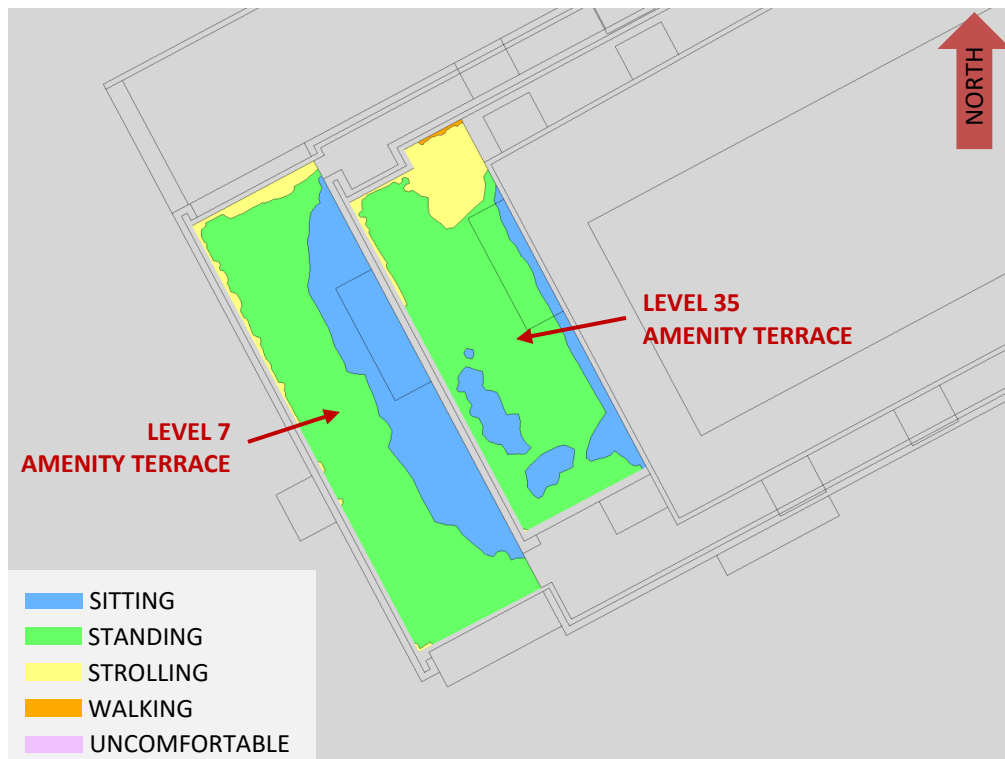 NORTH
LEVEL 35
AMENITY TERRACE
LEVEL 7
AMENITY TERRACE
SITTING
STANDING
STROLLING
WALKING
UNCOMFORTABLE